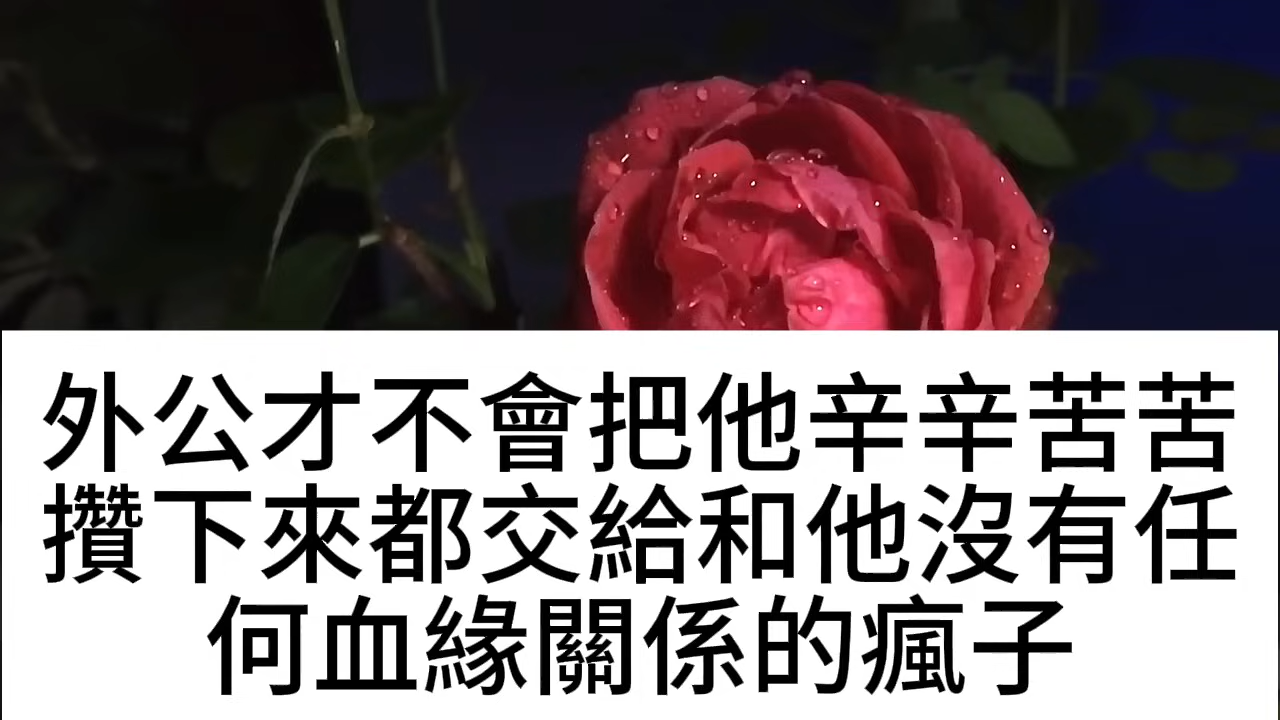 外公才不會把他辛辛苦苦
攢下來都交給和他沒有任
何血緣關係的瘋子